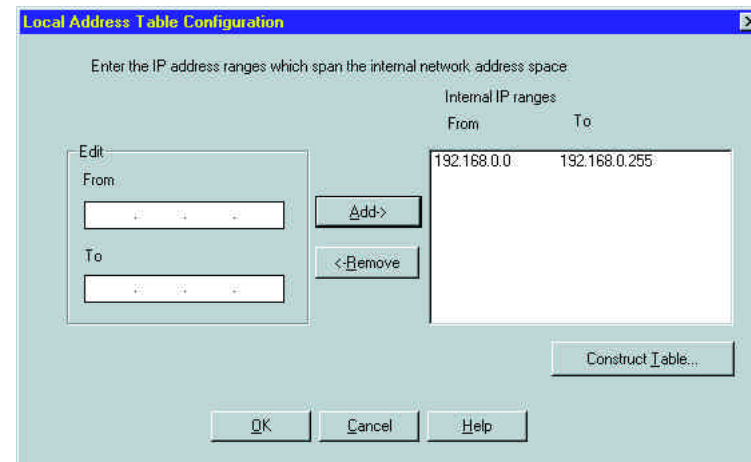 Local Address Table Configuration
Enter the IP address ranges which span the internal network address space
Internal IP ranges
From To
192.168.0.0 192.168.0.255
Edit
From
. . .
To
. . .
Add->
<-Remove
Construct Table...
OK Cancel Help